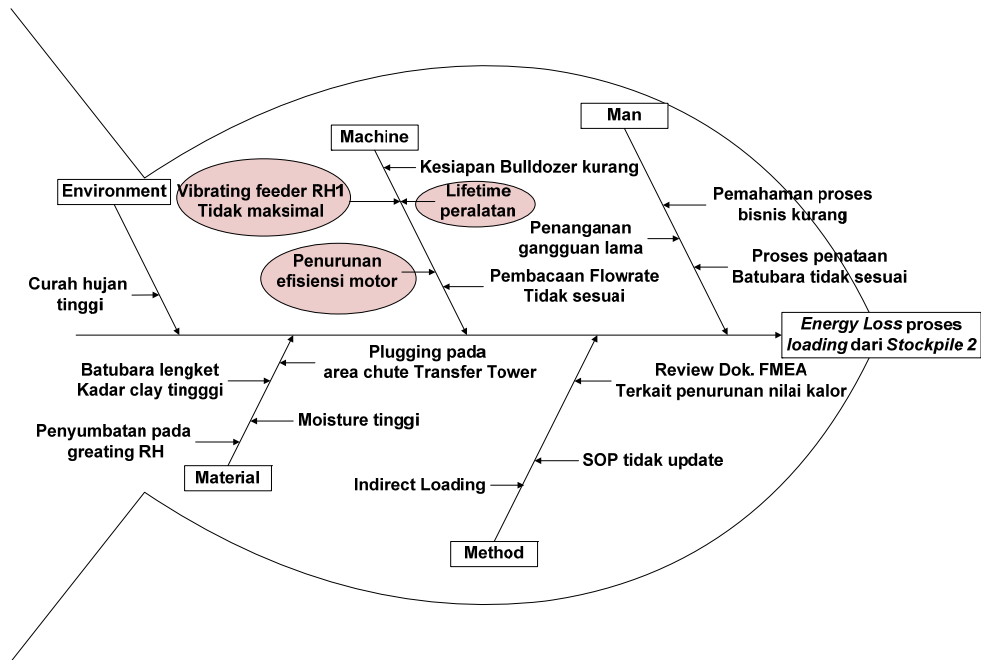 Man
Machine
Kesiapan Bulldozer kurang
Environment
Vibrating feeder RH1
Tidak maksimal
Lifetime
peralatan
Pemahaman proses
bisnis kurang
Penanganan
gangguan lama
Penurunan
efisiensi motor
Proses penataan
Batubara tidak sesuai
Curah hujan
tinggi
Pembacaan Flowrate
Tidak sesuai
Energy Loss proses
loading dari Stockpile 2
Plugging pada
area chute Transfer Tower
Batubara lengket
Kadar clay tingggi
Review Dok. FMEA
Terkait penurunan nilai kalor
Moisture tinggi
Penyumbatan pada
greating RH
SOP tidak update
Material
Indirect Loading
Method